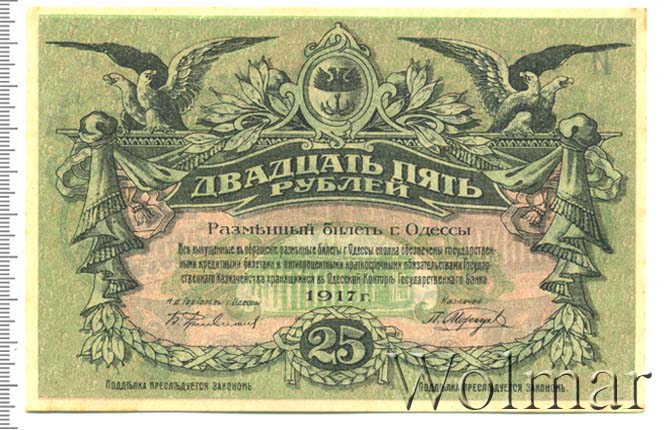 N
ДВАДЦАТЬ ПЯТЬ
РУБЛЕЙ
Размѣнный билетъ г. Одессы
Всѣ выпущенные въ обращеніе размѣнные билеты г. Одессы вполнѣ обезпечены государствен-
ными кредитными билетами и пятипроцентными краткосрочными обязательствами Государ-
ственнаго Казначейства хранящимися въ Одесской Конторѣ Государственнаго Банка
1917 г.
Казначей
25
ПОДДѢЛКА ПРЕСЛѢДУЕТСЯ ЗАКОНОМЪ
ПОДДѢЛКА ПРЕСЛѢДУЕТСЯ ЗАКОНОМЪ.
Wolmar